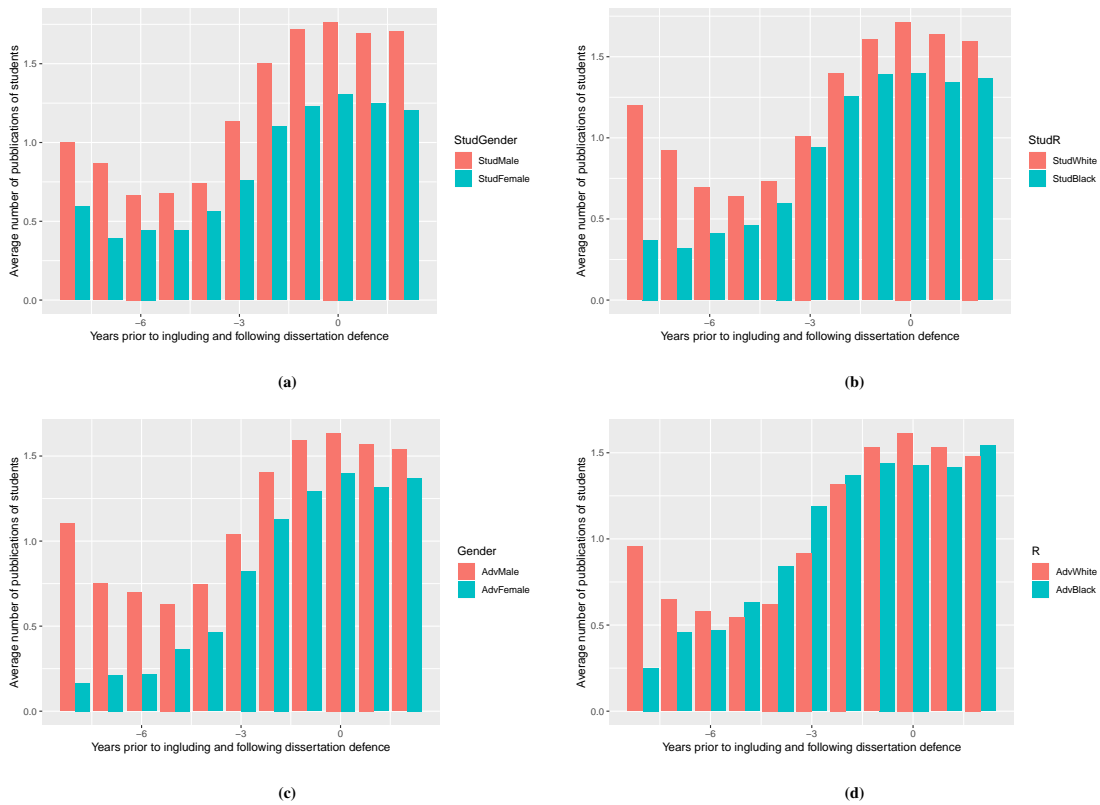 Average number of pubblications of students
1.5
1.0
0.5
0.0
−6
−3
0
Years prior to including and following dissertation defence
StudGender
StudMale
StudFemale
(a)
Average number of pubblications of students
1.5
1.0
0.5
0.0
−6
−3
0
Years prior to including and following dissertation defence
StudR
StudWhite
StudBlack
(b)
Average number of pubblications of students
1.5
1.0
0.5
0.0
−6
−3
0
Years prior to including and following dissertation defence
Gender
AdvMale
AdvFemale
(c)
Average number of pubblications of students
1.5
1.0
0.5
0.0
−6
−3
0
Years prior to including and following dissertation defence
R
AdvWhite
AdvBlack
(d)